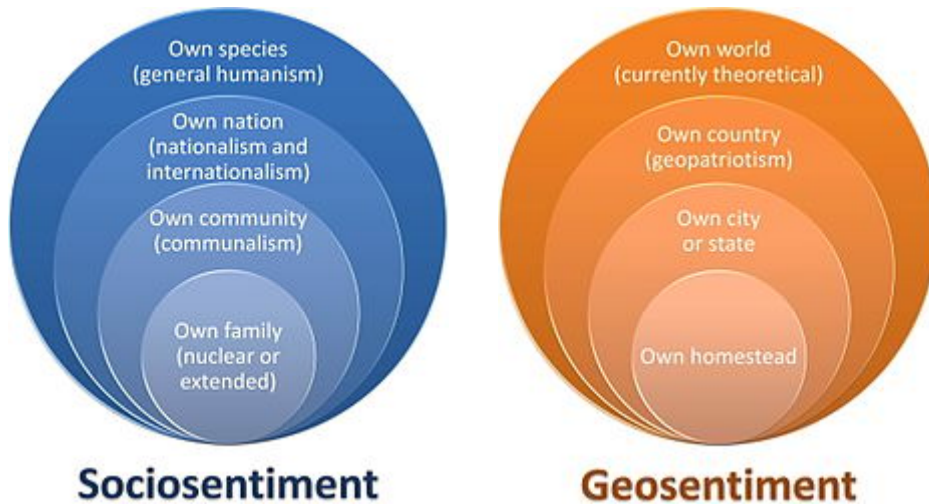 Own species
(general humanism)
Own nation
(nationalism and
internationalism)
Own community
(communalism)
Own family
(nuclear or
extended)
Sociosentiment
Own world
(currently theoretical)
Own country
(geopatriotism)
Own city
or state
Own homestead
Geosentiment